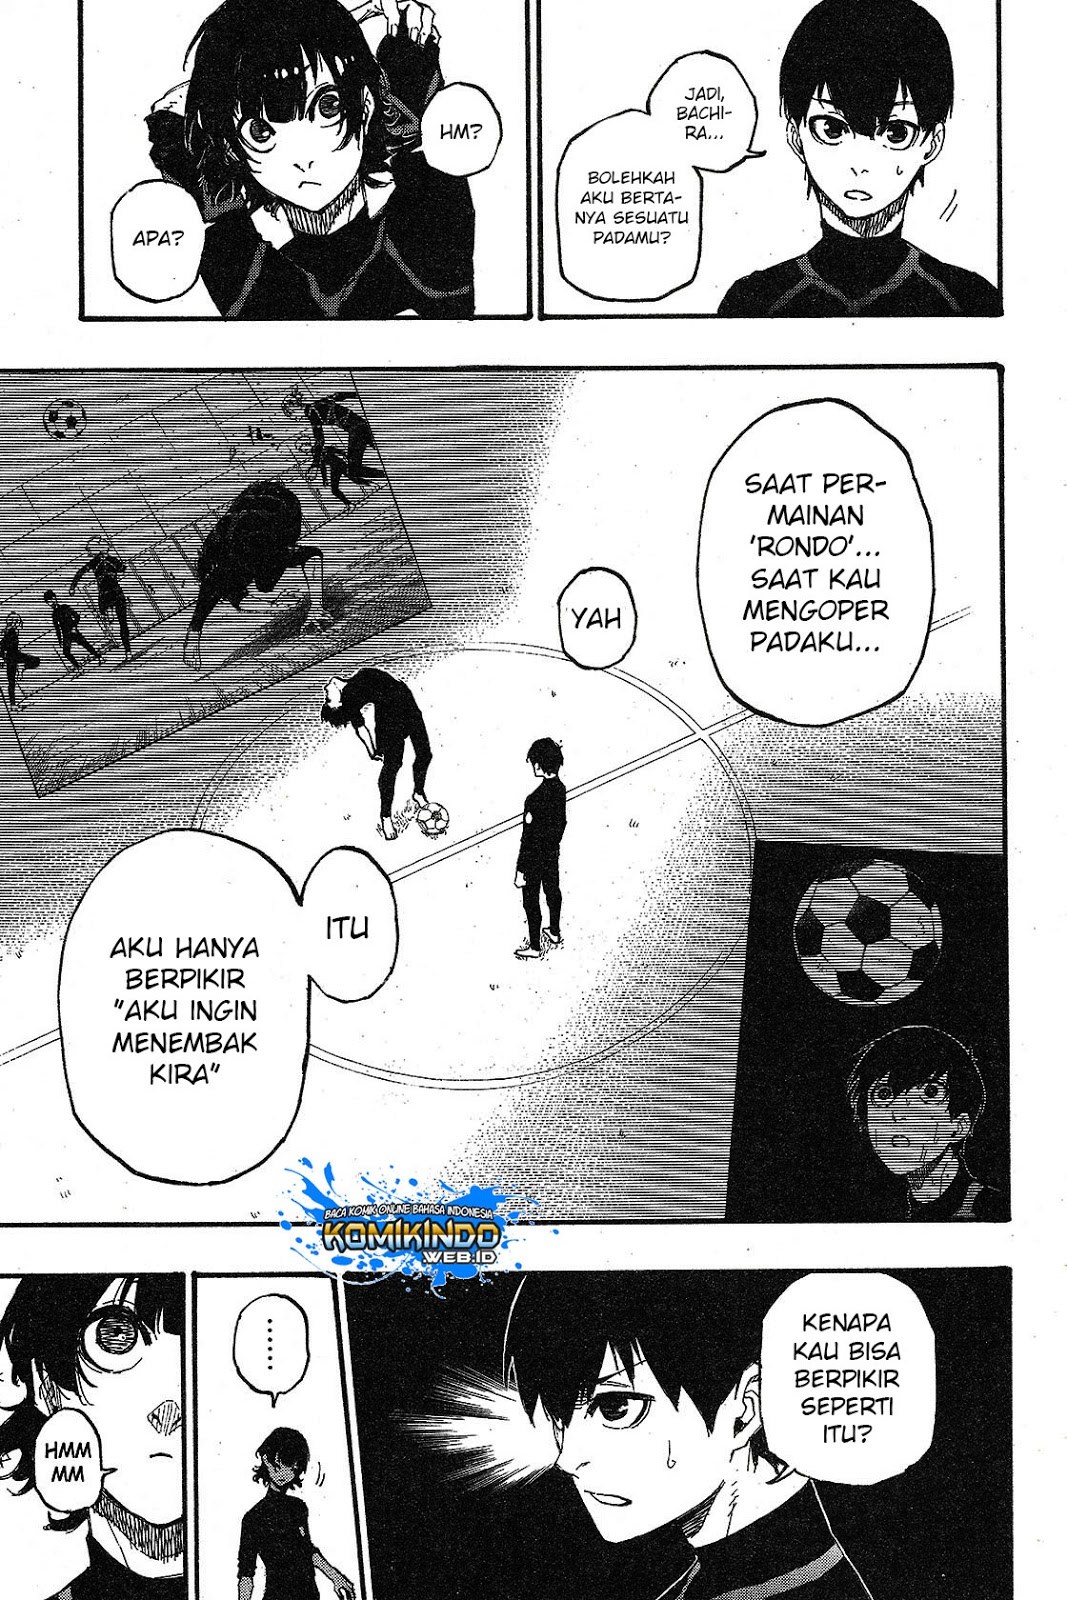 JADI,
BACHI-
RA...
BOLEHKAH
AKU BERTA-
NYA SESUATU
PADAMU?
HM?
APA?
SAAT PER-
MAINAN
'RONDO'...
SAAT KAU
MENGOPER
PADAKU...
YAH
ITU
AKU HANYA
BERPIKIR
"AKU INGIN
MENEMBAK
KIRA"
BACA KOMIK ONLINE BAHASA INDONESIA
KOMIKINDO
WEB.ID
KENAPA
KAU BISA
BERPIKIR
SEPERTI
ITU?
......
HMM
MM